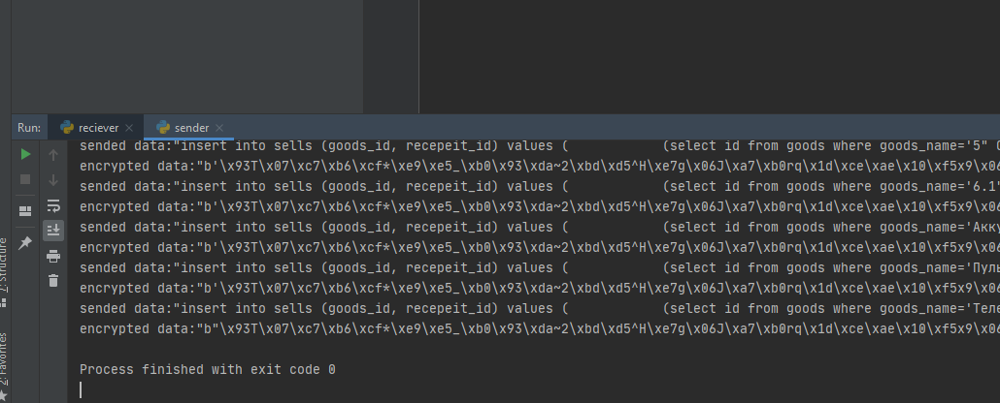 Run: reciever × sender ×
sended data:"insert into sells (goods_id, recepeit_id) values (            (select id from goods where goods_name='5"
encrypted data:"b'\x93T\x07\xc7\xb6\xcf*\xe9\xe5_\xb0\x93\xda~2\xbd\xd5^H\xe7g\x06J\xa7\xb0rq\x1d\xce\xae\x10\xf5x9\x06
sended data:"insert into sells (goods_id, recepeit_id) values (            (select id from goods where goods_name='6.1"
encrypted data:"b'\x93T\x07\xc7\xb6\xcf*\xe9\xe5_\xb0\x93\xda~2\xbd\xd5^H\xe7g\x06J\xa7\xb0rq\x1d\xce\xae\x10\xf5x9\x06
sended data:"insert into sells (goods_id, recepeit_id) values (            (select id from goods where goods_name='Акку
encrypted data:"b'\x93T\x07\xc7\xb6\xcf*\xe9\xe5_\xb0\x93\xda~2\xbd\xd5^H\xe7g\x06J\xa7\xb0rq\x1d\xce\xae\x10\xf5x9\x06
sended data:"insert into sells (goods_id, recepeit_id) values (            (select id from goods where goods_name='Пуль
encrypted data:"b'\x93T\x07\xc7\xb6\xcf*\xe9\xe5_\xb0\x93\xda~2\xbd\xd5^H\xe7g\x06J\xa7\xb0rq\x1d\xce\xae\x10\xf5x9\x06
sended data:"insert into sells (goods_id, recepeit_id) values (            (select id from goods where goods_name='Теле
encrypted data:"b"\x93T\x07\xc7\xb6\xcf*\xe9\xe5_\xb0\x93\xda~2\xbd\xd5^H\xe7g\x06J\xa7\xb0rq\x1d\xce\xae\x10\xf5x9\x06
Process finished with exit code 0
Z: Structure
2: Favorites